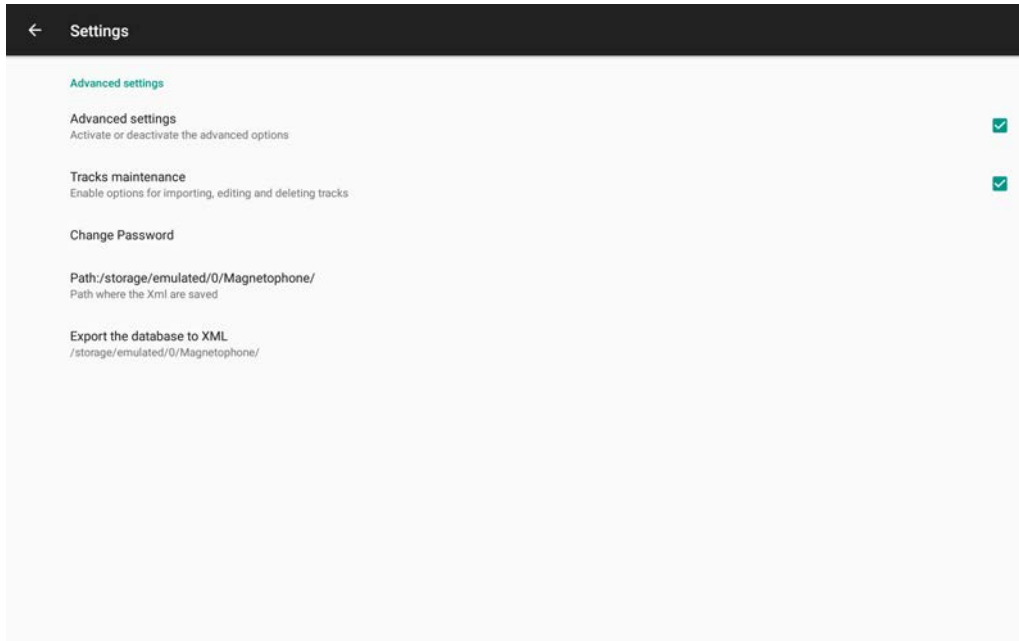 Settings
Advanced settings
Advanced settings
Activate or deactivate the advanced options
Tracks maintenance
Enable options for importing, editing and deleting tracks
Change Password
Path:/storage/emulated/0/Magnetophone/
Path where the Xml are saved
Export the database to XML
/storage/emulated/0/Magnetophone/